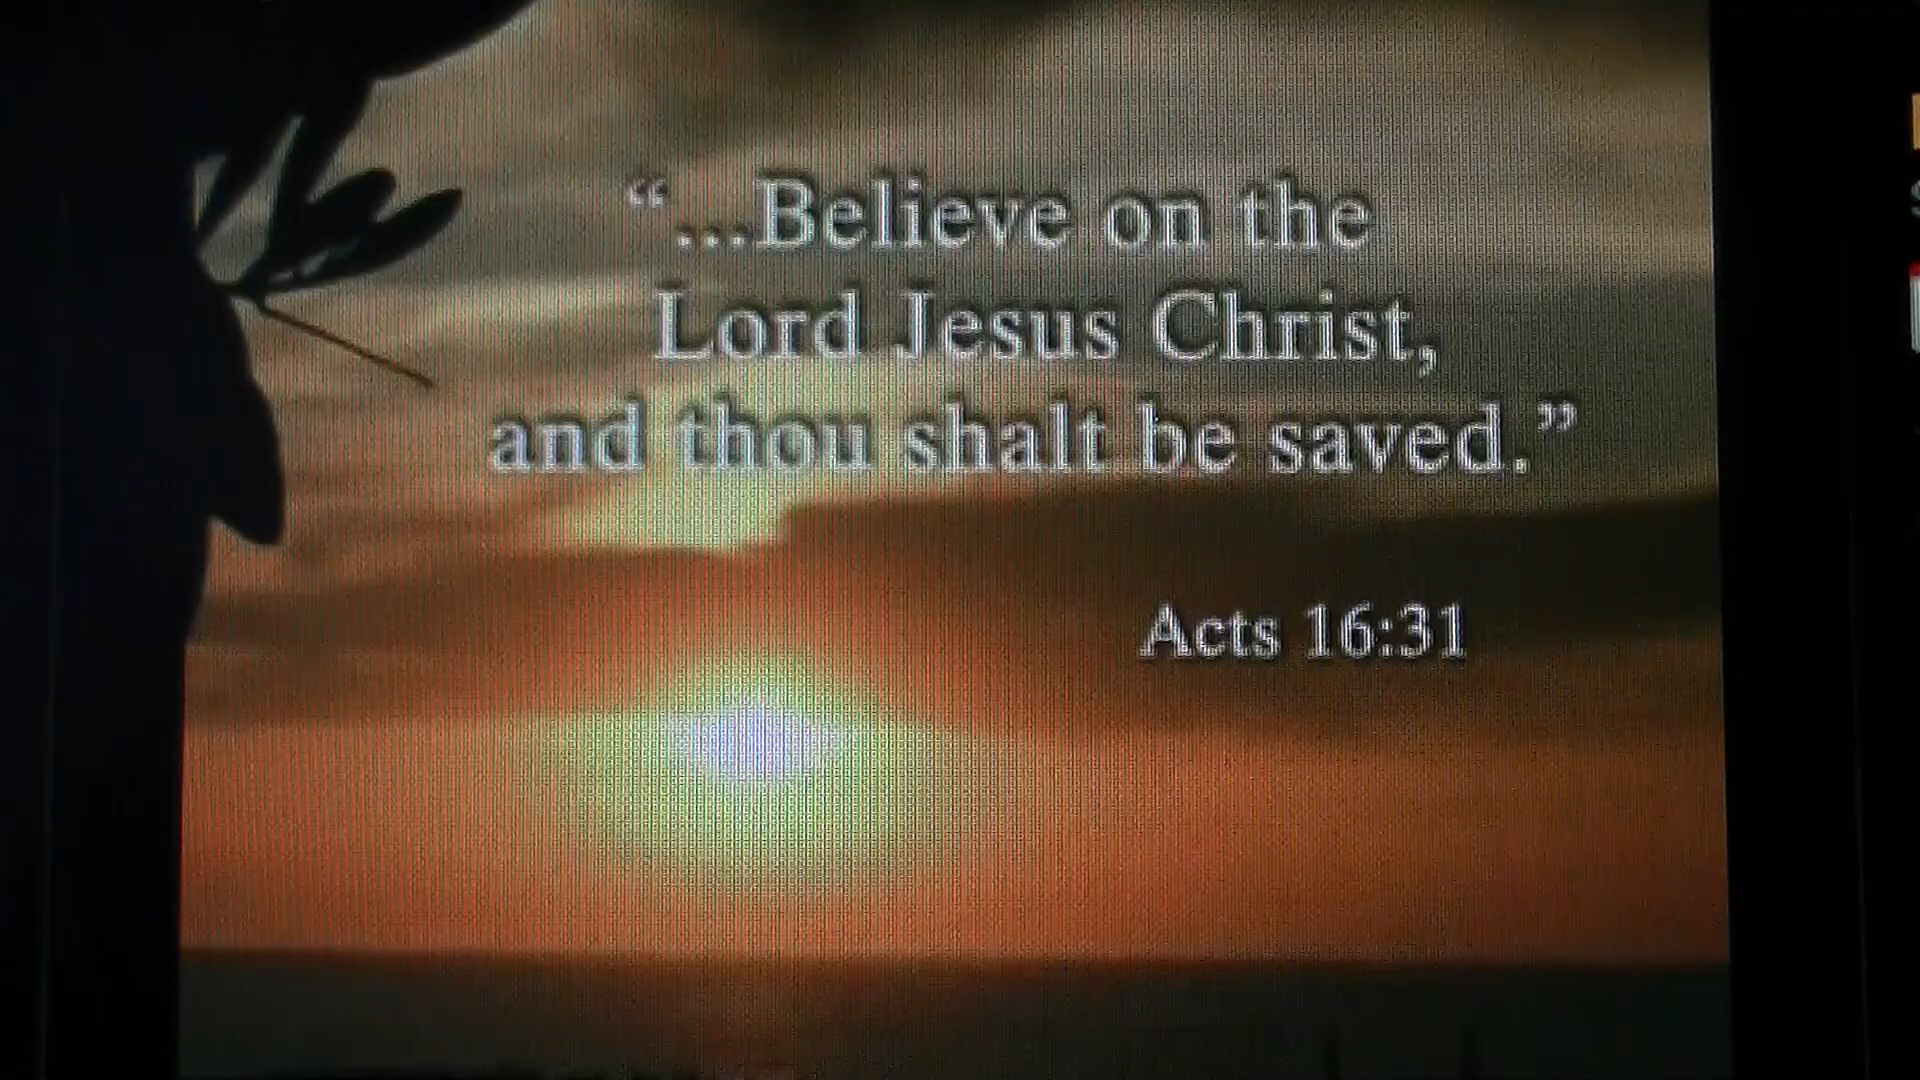 “...Believe on the
Lord Jesus Christ,
and thou shalt be saved.”
Acts 16:31